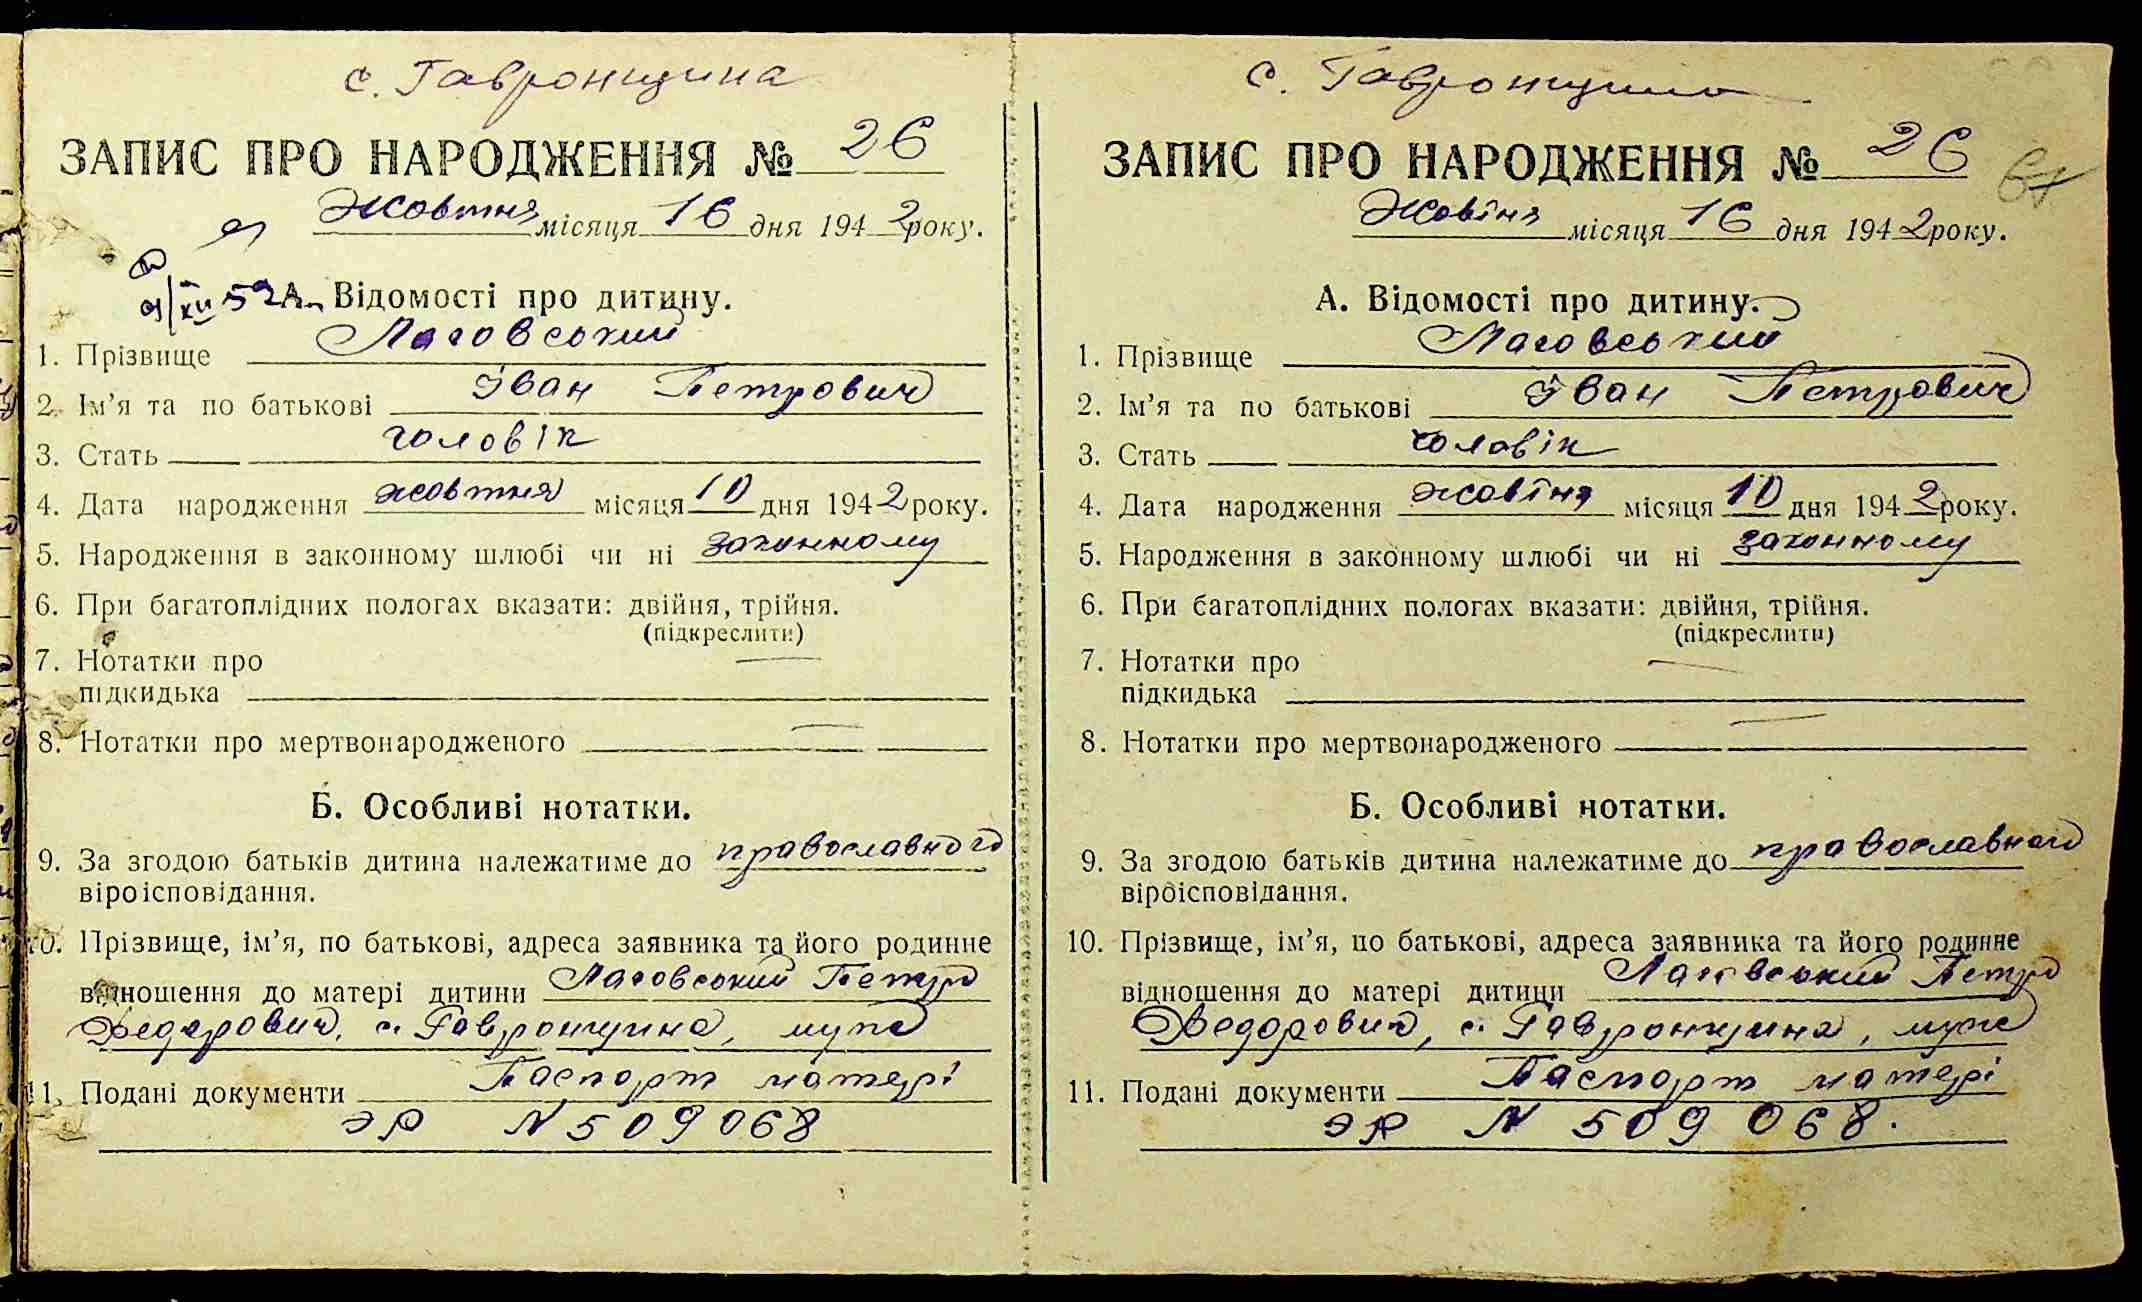 с. Гавронщина
ЗАПИС ПРО НАРОДЖЕННЯ № 26
Жовтня місяця 16 дня 1942 року.
9/XII 59
А. Відомості про дитину.
1. Прізвище Лаговський
2. Ім’я та по батькові Іван Петрович
3. Стать чоловік
4. Дата народження жовтня місяця 10 дня 1942 року.
5. Народження в законному шлюбі чи ні законному
6. При багатоплідних пологах вказати: двійня, трійня.
(підкреслити)
7. Нотатки про —
підкидька
8. Нотатки про мертвонародженого —
Б. Особливі нотатки.
9. За згодою батьків дитина належатиме до православного
віроісповідання.
10. Прізвище, ім’я, по батькові, адреса заявника та його родинне
відношення до матері дитини Лаговський Петро
Федорович, с. Гавронщина, мужа
11. Подані документи Паспорт матері
ЭР N 509068
с. Гавронщина
ЗАПИС ПРО НАРОДЖЕННЯ № 26
Жовтня місяця 16 дня 1942 року.
А. Відомості про дитину.
1. Прізвище Лаговський
2. Ім’я та по батькові Іван Петрович
3. Стать чоловік
4. Дата народження жовтня місяця 10 дня 1942 року.
5. Народження в законному шлюбі чи ні законному
6. При багатоплідних пологах вказати: двійня, трійня.
(підкреслити)
7. Нотатки про —
підкидька
8. Нотатки про мертвонародженого —
Б. Особливі нотатки.
9. За згодою батьків дитина належатиме до православного
віроісповідання.
10. Прізвище, ім’я, по батькові, адреса заявника та його родинне
відношення до матері дитини Лаговський Петро
Федорович, с. Гавронщина, муж
11. Подані документи Паспорт матері
ЭР N 509068.